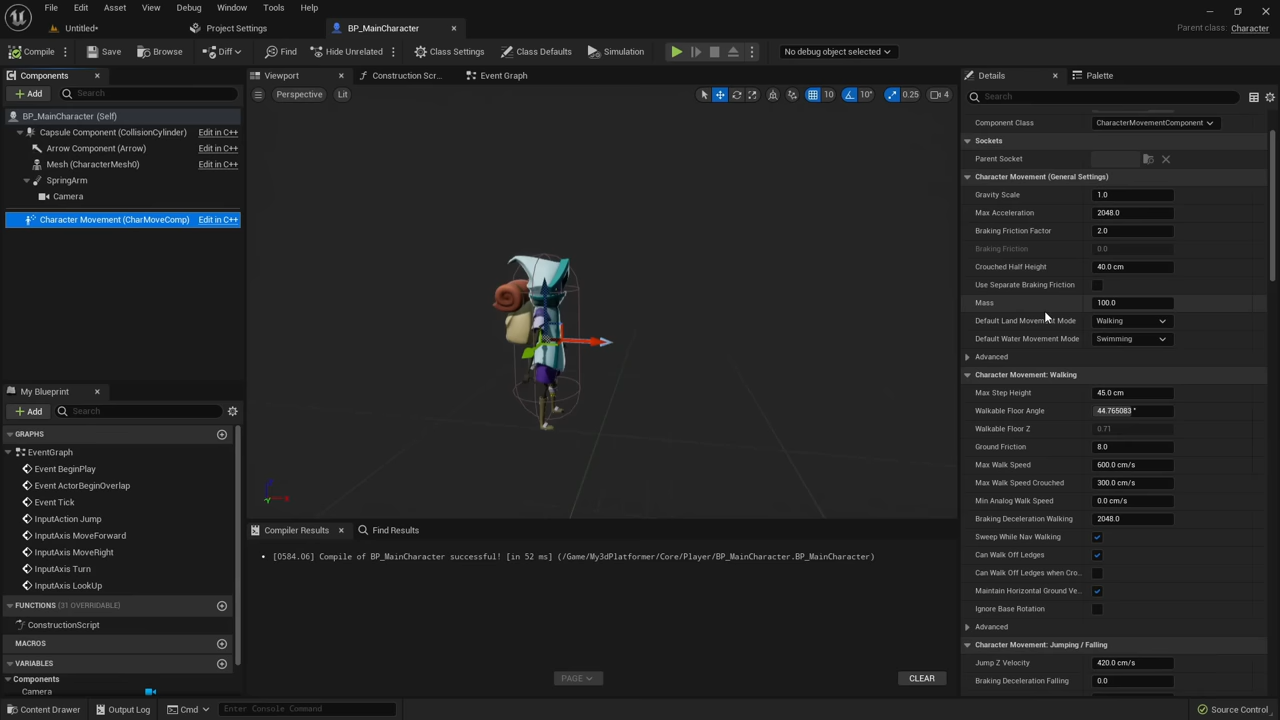 File Edit Asset View Debug Window Tools Help
Untitled* Project Settings BP_MainCharacter Parent class: Character
Compile Save Browse Diff Find Hide Unrelated Class Settings Class Defaults Simulation No debug object selected
Components
Add Search
BP_MainCharacter (Self)
Capsule Component (CollisionCylinder) Edit in C++
Arrow Component (Arrow) Edit in C++
Mesh (CharacterMesh0) Edit in C++
SpringArm
Camera
Character Movement (CharMoveComp) Edit in C++
My Blueprint
Add Search
GRAPHS
EventGraph
Event BeginPlay
Event ActorBeginOverlap
Event Tick
InputAction Jump
InputAxis MoveForward
InputAxis MoveRight
InputAxis Turn
InputAxis LookUp
FUNCTIONS (31 OVERRIDABLE)
ConstructionScript
MACROS
VARIABLES
Components
Camera
Viewport Construction Scr... Event Graph
Perspective Lit 10 10° 0.25 4
Compiler Results Find Results
[0584.06] Compile of BP_MainCharacter successful! [in 52 ms] (/Game/My3dPlatformer/Core/Player/BP_MainCharacter.BP_MainCharacter)
PAGE CLEAR
Details Palette
Search
Component Class CharacterMovementComponent
Sockets
Parent Socket
Character Movement (General Settings)
Gravity Scale 1.0
Max Acceleration 2048.0
Braking Friction Factor 2.0
Braking Friction 0.0
Crouched Half Height 40.0 cm
Use Separate Braking Friction
Mass 100.0
Default Land Movement Mode Walking
Default Water Movement Mode Swimming
Advanced
Character Movement: Walking
Max Step Height 45.0 cm
Walkable Floor Angle 44.765083 °
Walkable Floor Z 0.71
Ground Friction 8.0
Max Walk Speed 600.0 cm/s
Max Walk Speed Crouched 300.0 cm/s
Min Analog Walk Speed 0.0 cm/s
Braking Deceleration Walking 2048.0
Sweep While Nav Walking
Can Walk Off Ledges
Can Walk Off Ledges when Cro...
Maintain Horizontal Ground Ve...
Ignore Base Rotation
Advanced
Character Movement: Jumping / Falling
Jump Z Velocity 420.0 cm/s
Braking Deceleration Falling 0.0
Content Drawer Output Log Cmd Enter Console Command Source Control